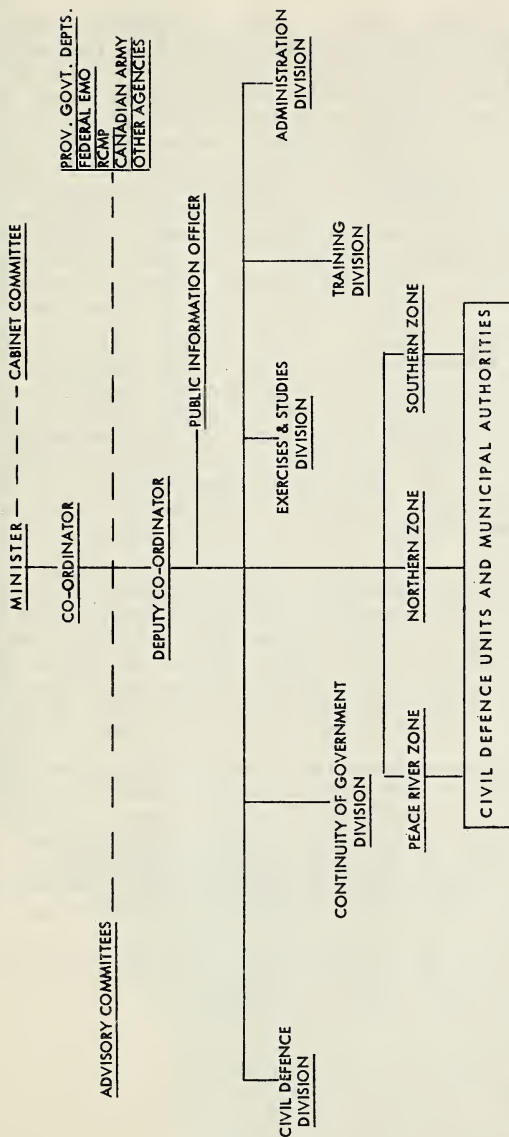 MINISTER
CABINET COMMITTEE
CO-ORDINATOR
ADVISORY COMMITTEES
PROV. GOVT. DEPTS.
FEDERAL EMO
RCMP
CANADIAN ARMY
OTHER AGENCIES
DEPUTY CO-ORDINATOR
PUBLIC INFORMATION OFFICER
CIVIL DEFENCE
DIVISION
CONTINUITY OF GOVERNMENT
DIVISION
EXERCISES & STUDIES
DIVISION
TRAINING
DIVISION
ADMINISTRATION
DIVISION
PEACE RIVER ZONE
NORTHERN ZONE
SOUTHERN ZONE
CIVIL DEFENCE UNITS AND MUNICIPAL AUTHORITIES